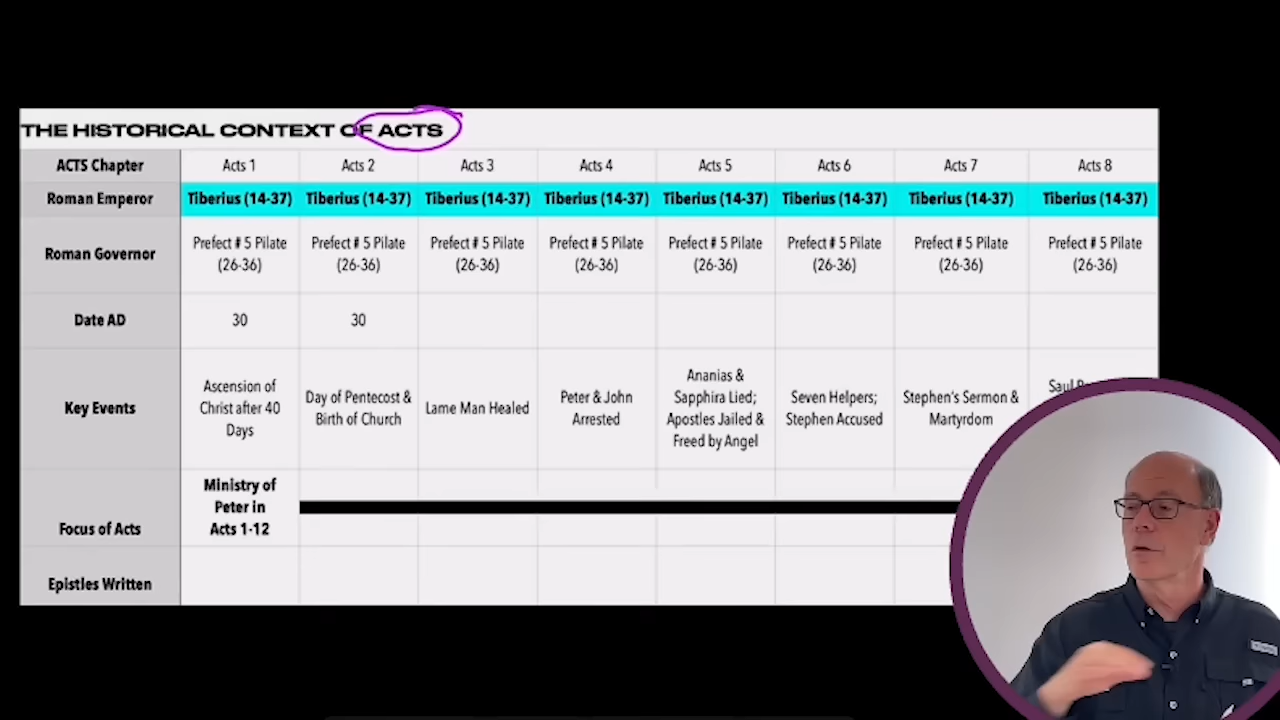 THE HISTORICAL CONTEXT OF ACTS
ACTS Chapter Acts 1 Acts 2 Acts 3 Acts 4 Acts 5 Acts 6 Acts 7 Acts 8
Roman Emperor Tiberius (14-37) Tiberius (14-37) Tiberius (14-37) Tiberius (14-37) Tiberius (14-37) Tiberius (14-37) Tiberius (14-37) Tiberius (14-37)
Roman Governor
Prefect # 5 Pilate
(26-36)
Prefect # 5 Pilate
(26-36)
Prefect # 5 Pilate
(26-36)
Prefect # 5 Pilate
(26-36)
Prefect # 5 Pilate
(26-36)
Prefect # 5 Pilate
(26-36)
Prefect # 5 Pilate
(26-36)
Prefect # 5 Pilate
(26-36)
Date AD 30 30
Key Events
Ascension of
Christ after 40
Days
Day of Pentecost &
Birth of Church
Lame Man Healed
Peter & John
Arrested
Ananias &
Sapphira Lied;
Apostles Jailed &
Freed by Angel
Seven Helpers;
Stephen Accused
Stephen's Sermon &
Martyrdom
Saul
Focus of Acts
Ministry of
Peter in
Acts 1-12
Epistles Written